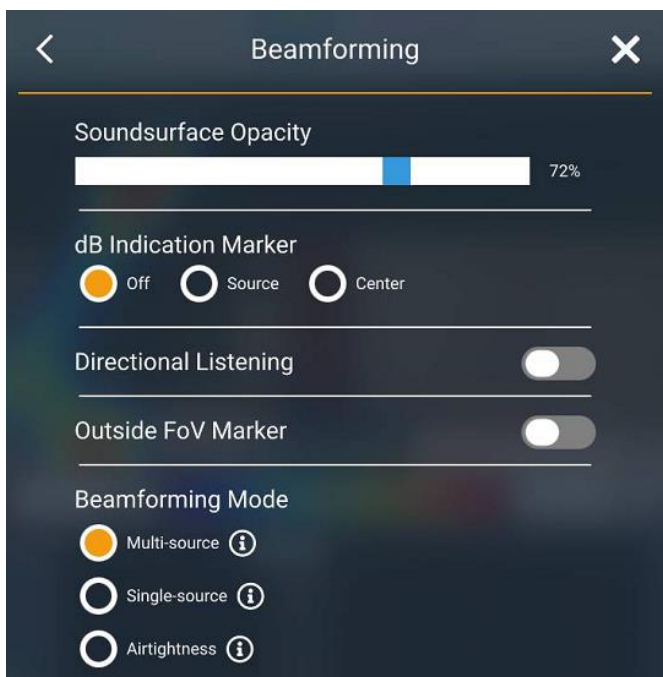 Beamforming
Soundsurface Opacity
72%
dB Indication Marker
Off Source Center
Directional Listening
Outside FoV Marker
Beamforming Mode
Multi-source
Single-source
Airtightness